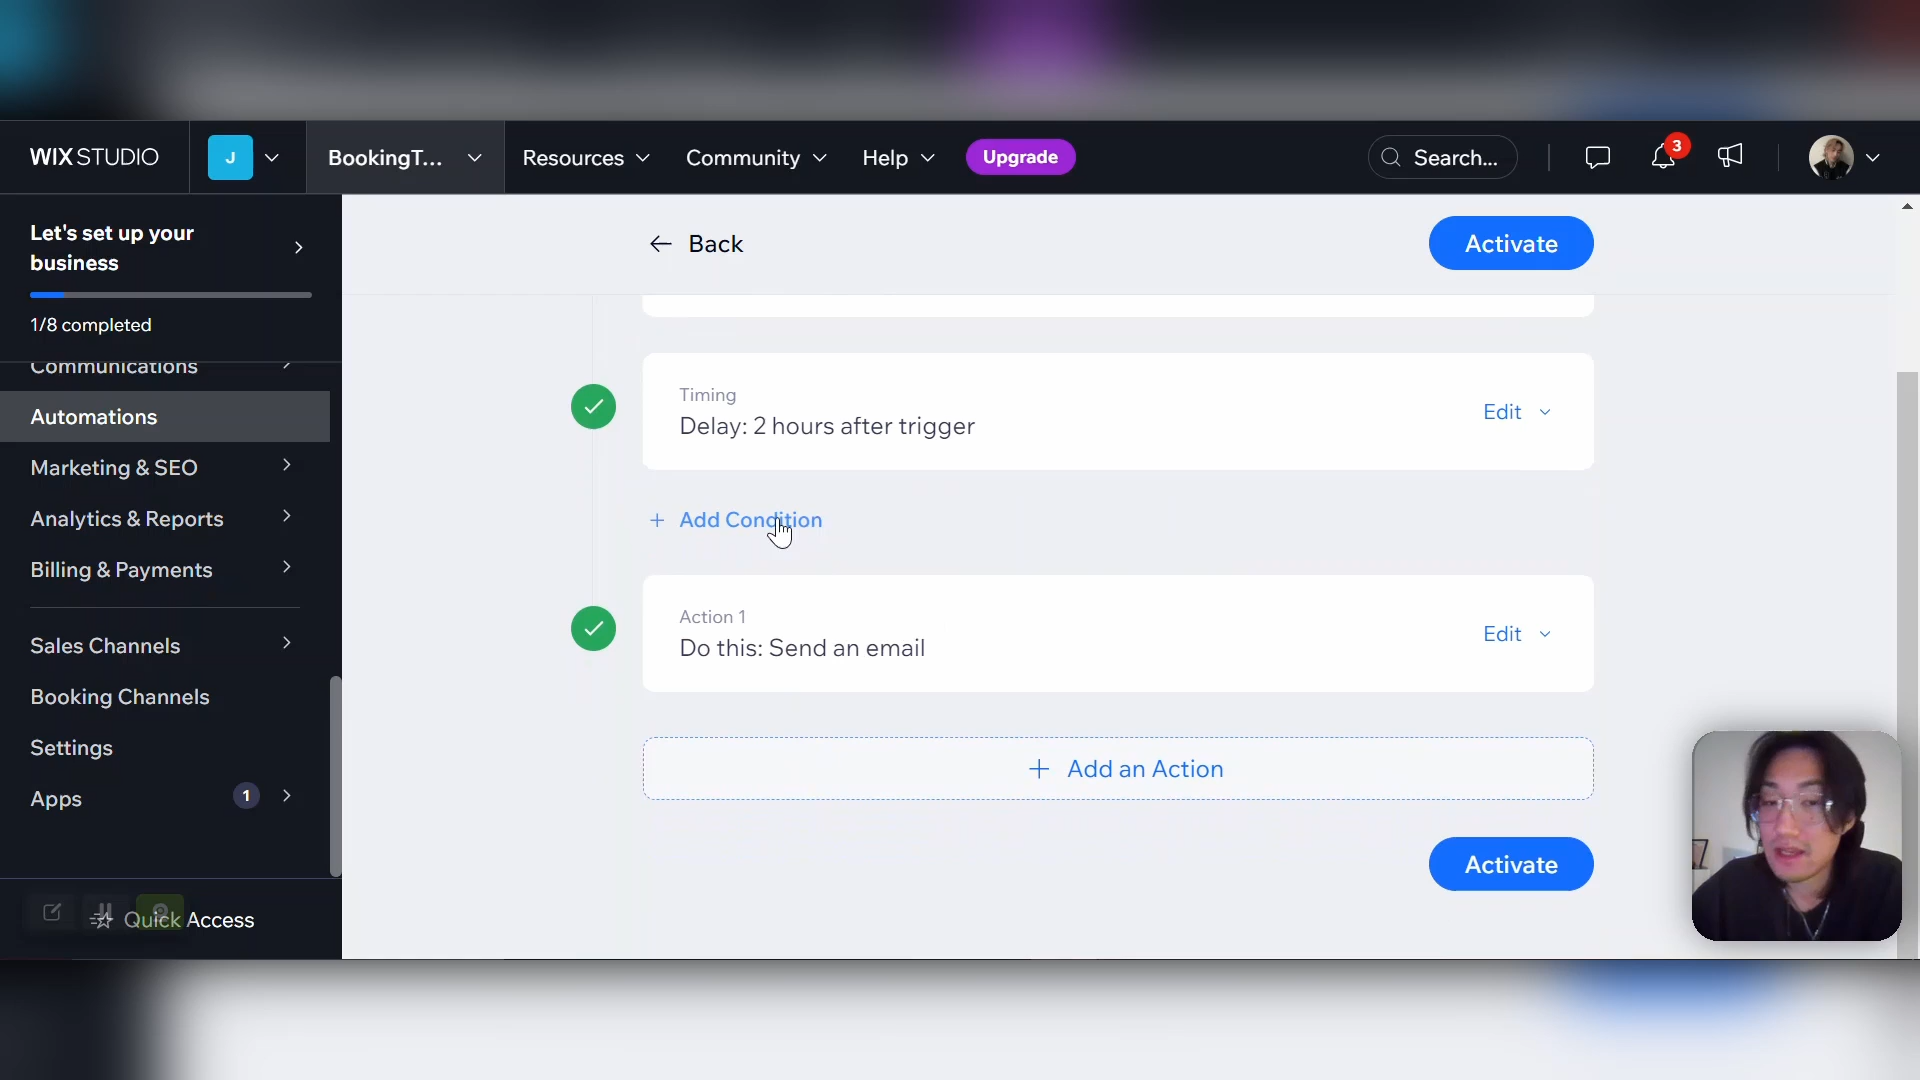 WIX STUDIO
J
BookingT...
Resources
Community
Help
Upgrade
Search...
3
Let's set up your
business
1/8 completed
Communications
Automations
Marketing & SEO
Analytics & Reports
Billing & Payments
Sales Channels
Booking Channels
Settings
Apps
1
Quick Access
Back
Activate
Timing
Delay: 2 hours after trigger
Edit
+ Add Condition
Action 1
Do this: Send an email
Edit
+ Add an Action
Activate